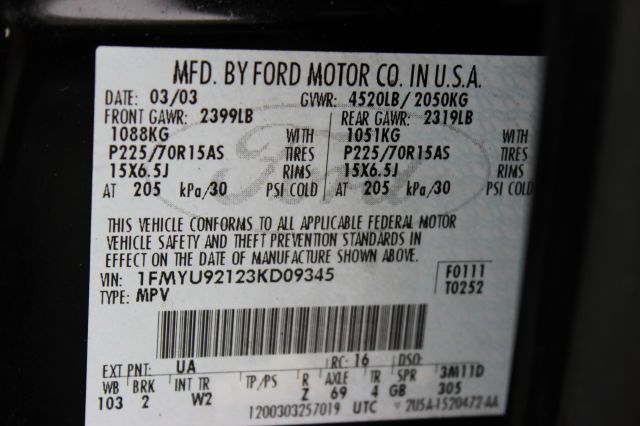 MFD. BY FORD MOTOR CO. IN U.S.A.
DATE: 03/03 GVWR: 4520LB/ 2050KG
FRONT GAWR: 2399LB REAR GAWR: 2319LB
1088KG WITH 1051KG WITH
P225/70R15AS TIRES P225/70R15AS TIRES
15X6.5J RIMS 15X6.5J RIMS
AT 205 kPa/30 PSI COLD AT 205 kPa/30 PSI COLD
Ford
THIS VEHICLE CONFORMS TO ALL APPLICABLE FEDERAL MOTOR
VEHICLE SAFETY AND THEFT PREVENTION STANDARDS IN
EFFECT ON THE DATE OF MANUFACTURE SHOWN ABOVE.
VIN: 1FMYU92123KD09345 F0111
TYPE: MPV T0252
EXT PNT: UA RC: 16 DSO:
WB BRK INT TR TP/PS R AXLE TR SPR 3M11D
103 2 W2 Z 69 4 GB 305
1200303257019 UTC 2U5A-1520472-AA